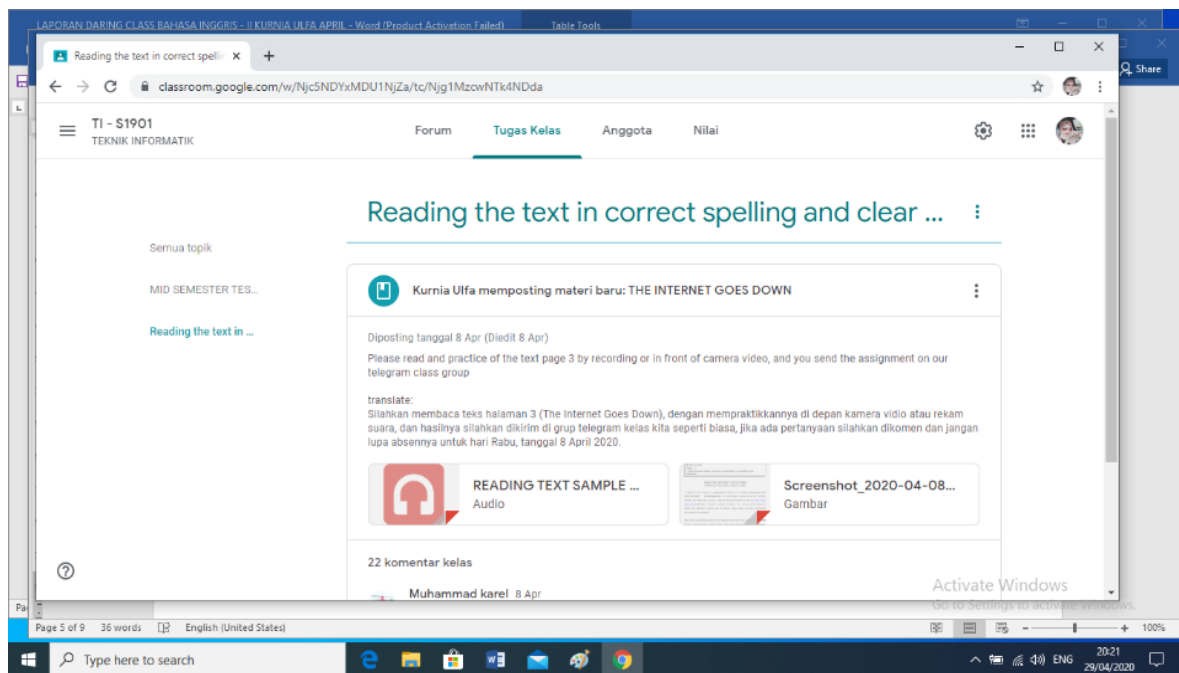 LAPORAN DARING CLASS BAHASA INGGRIS - II KURNIA ULFA APRIL - Word (Product Activation Failed)
Table Tools
Reading the text in correct spellin
Share
classroom.google.com/w/Njc5NDYxMDU1NjZa/tc/Njg1MzcwNTk4NDda
TI - S1901
TEKNIK INFORMATIK
Forum
Tugas Kelas
Anggota
Nilai
Reading the text in correct spelling and clear ...
Semua topik
MID SEMESTER TES...
Reading the text in ...
Kurnia Ulfa memposting materi baru: THE INTERNET GOES DOWN
Diposting tanggal 8 Apr (Diedit 8 Apr)
Please read and practice of the text page 3 by recording or in front of camera video, and you send the assignment on our
telegram class group
translate:
Silahkan membaca teks halaman 3 (The Internet Goes Down), dengan mempraktikkannya di depan kamera vidio atau rekam
suara, dan hasilnya silahkan dikirim di grup telegram kelas kita seperti biasa, jika ada pertanyaan silahkan dikomen dan jangan
lupa absennya untuk hari Rabu, tanggal 8 April 2020.
READING TEXT SAMPLE ...
Audio
Screenshot_2020-04-08...
Gambar
22 komentar kelas
Muhammad karel 8 Apr
Activate Windows
Go to Settings to activate Windows.
Page 5 of 9
36 words
English (United States)
100%
Type here to search
ENG
20:21
29/04/2020